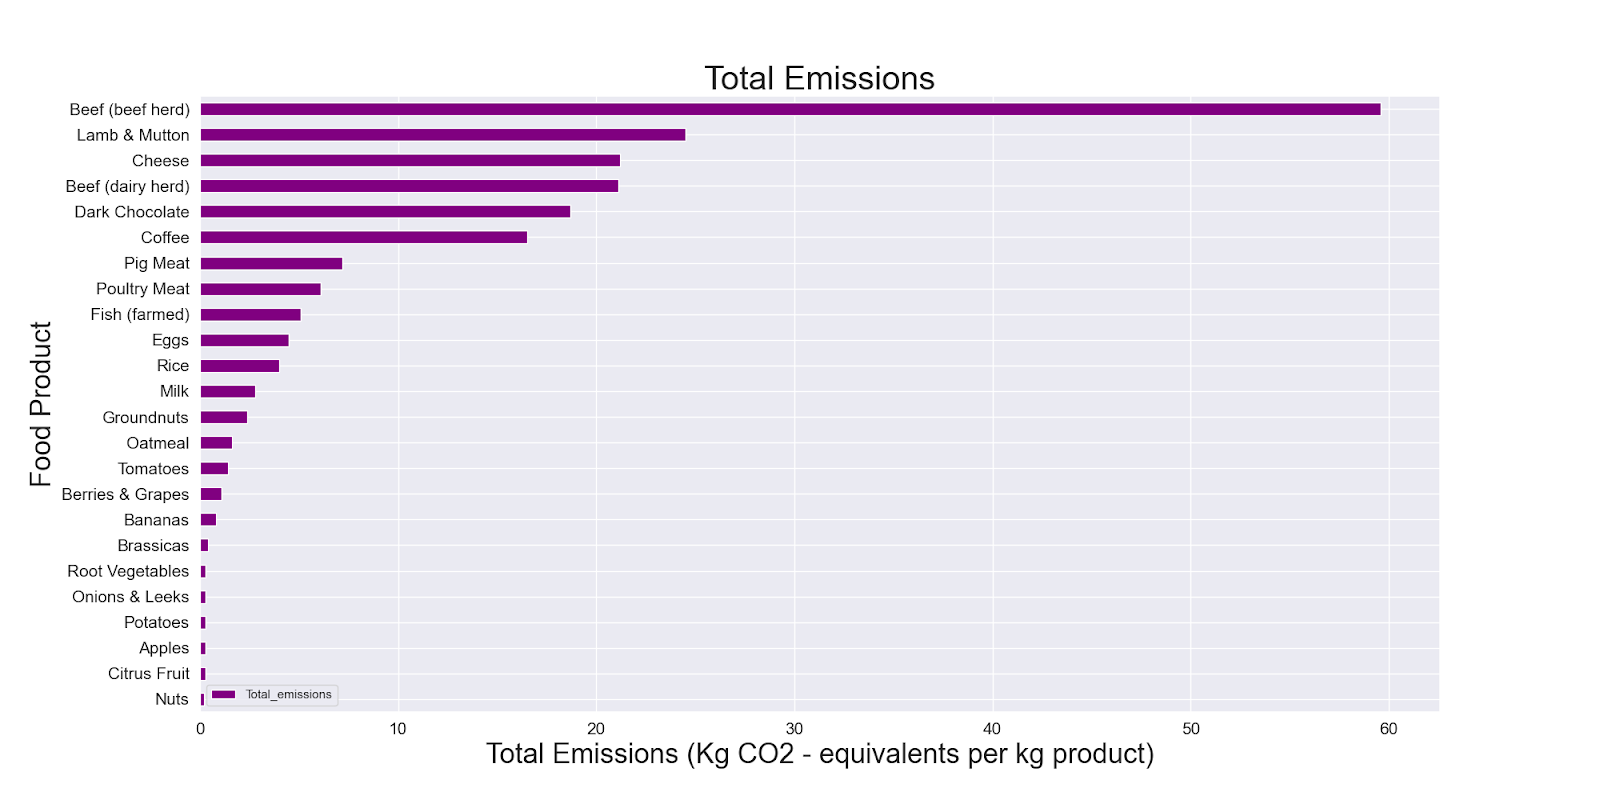 Total Emissions
Beef (beef herd)
Lamb & Mutton
Cheese
Beef (dairy herd)
Dark Chocolate
Coffee
Pig Meat
Poultry Meat
Fish (farmed)
Eggs
Rice
Milk
Groundnuts
Oatmeal
Tomatoes
Berries & Grapes
Bananas
Brassicas
Root Vegetables
Onions & Leeks
Potatoes
Apples
Citrus Fruit
Nuts
Food Product
Total_emissions
0 10 20 30 40 50 60
Total Emissions (Kg CO2 - equivalents per kg product)